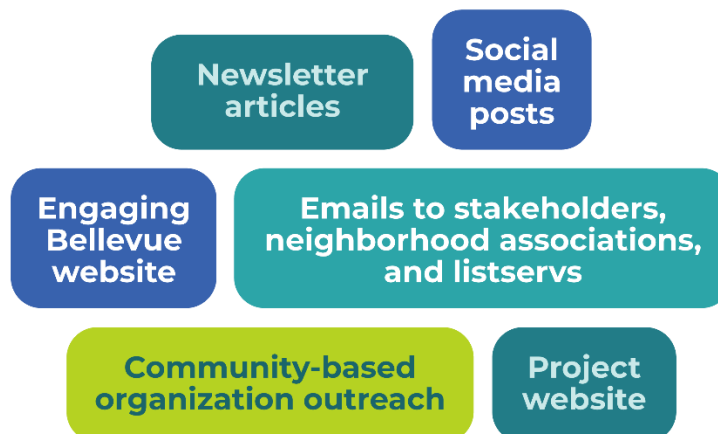 Newsletter
articles
Social
media
posts
Engaging
Bellevue
website
Emails to stakeholders,
neighborhood associations,
and listservs
Community-based
organization outreach
Project
website